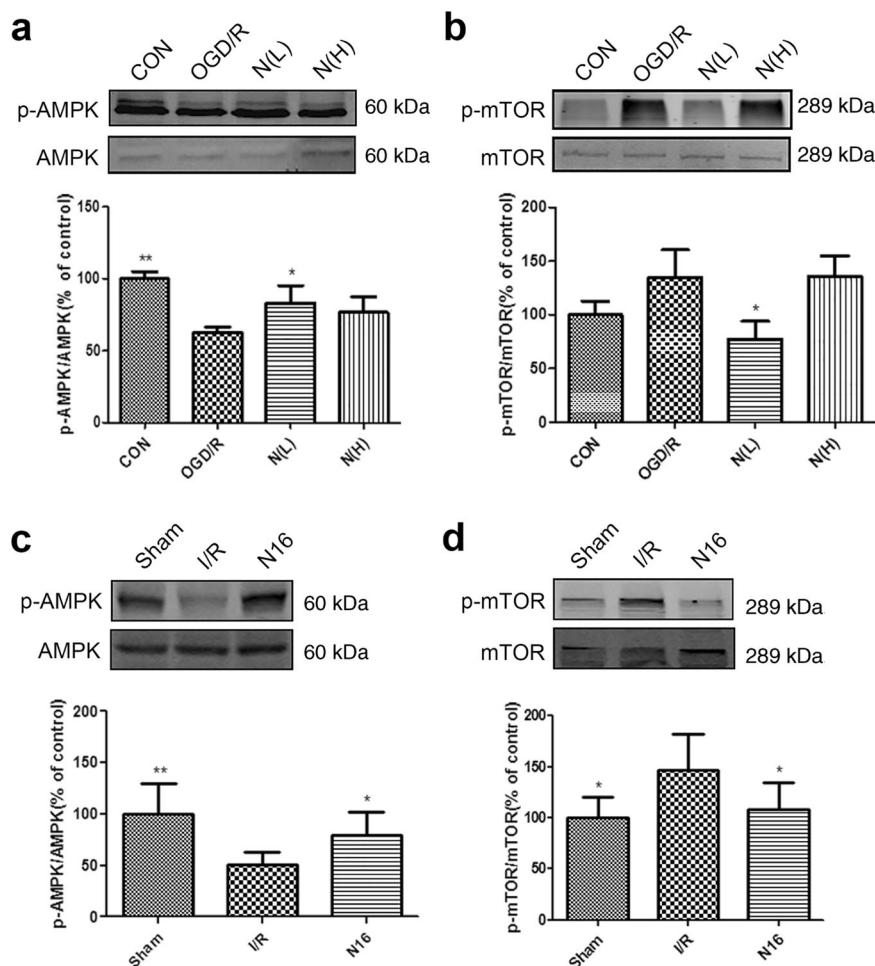 a
CON OGD/R N(L) N(H)
p-AMPK 60 kDa
AMPK 60 kDa
p-AMPK/AMPK(% of control)
150
100
50
0
**
*
CON OGD/R N(L) N(H)
b
CON OGD/R N(L) N(H)
p-mTOR 289 kDa
mTOR 289 kDa
p-mTOR/mTOR(% of control)
200
150
100
50
0
*
CON OGD/R N(L) N(H)
c
Sham I/R N16
p-AMPK 60 kDa
AMPK 60 kDa
p-AMPK/AMPK(% of control)
200
150
100
50
0
**
*
Sham I/R N16
d
Sham I/R N16
p-mTOR 289 kDa
mTOR 289 kDa
p-mTOR/mTOR(% of control)
200
150
100
50
0
*
*
Sham I/R N16